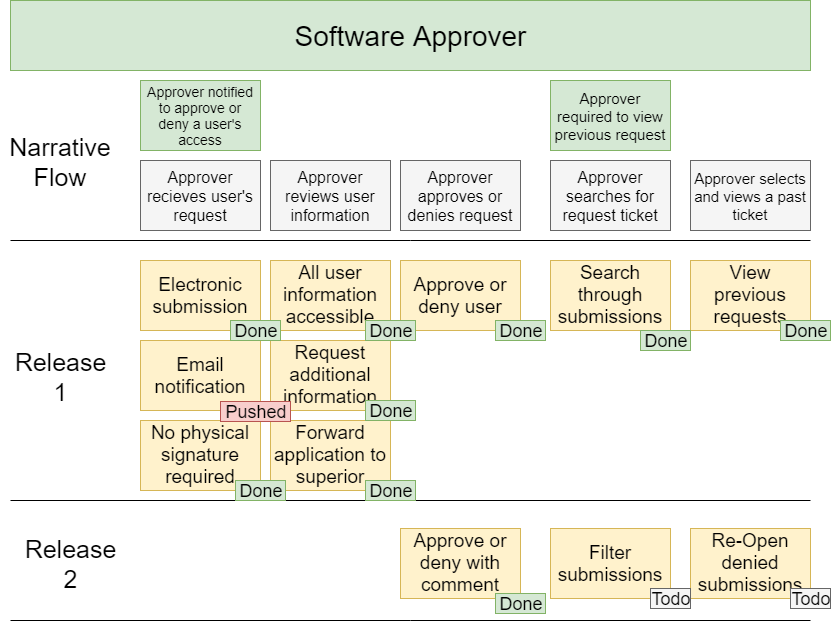 Software Approver
Approver notified
to approve or
deny a user's
access
Approver
required to view
previous request
Narrative
Flow
Approver
recieves user's
request
Approver
reviews user
information
Approver
approves or
denies request
Approver
searches for
request ticket
Approver selects
and views a past
ticket
Release
1
Electronic
submission
Done
All user
information
accessible
Done
Approve or
deny user
Done
Search
through
submissions
Done
View
previous
requests
Done
Email
notification
Pushed
Request
additional
information
Done
No physical
signature
required
Done
Forward
application to
superior
Done
Release
2
Approve or
deny with
comment
Done
Filter
submissions
Todo
Re-Open
denied
submissions
Todo